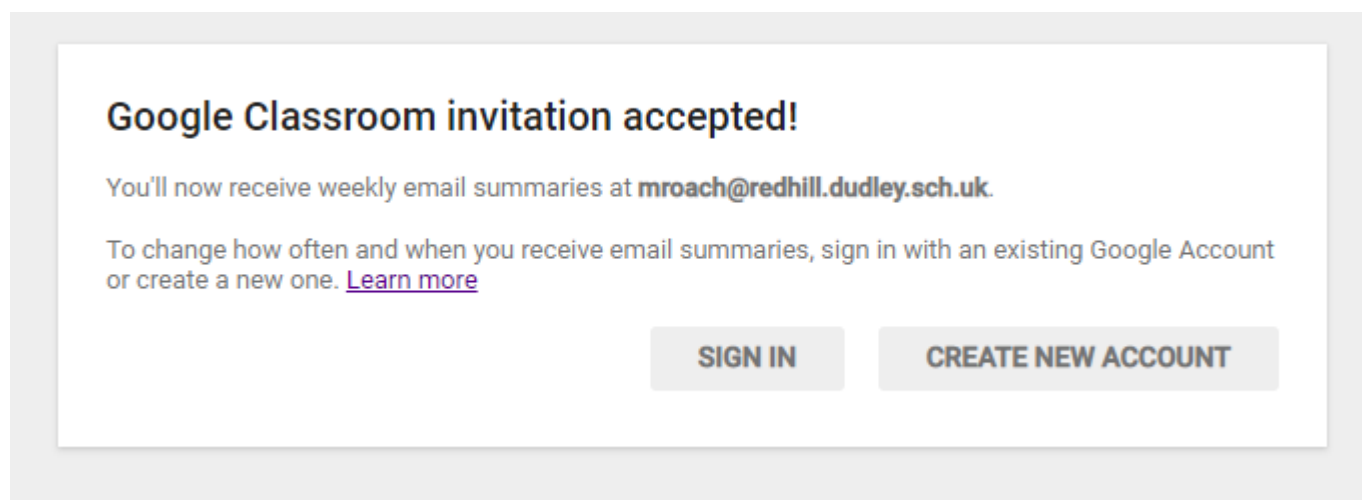 Google Classroom invitation accepted!
You'll now receive weekly email summaries at mroach@redhill.dudley.sch.uk.
To change how often and when you receive email summaries, sign in with an existing Google Account
or create a new one. Learn more
SIGN IN CREATE NEW ACCOUNT